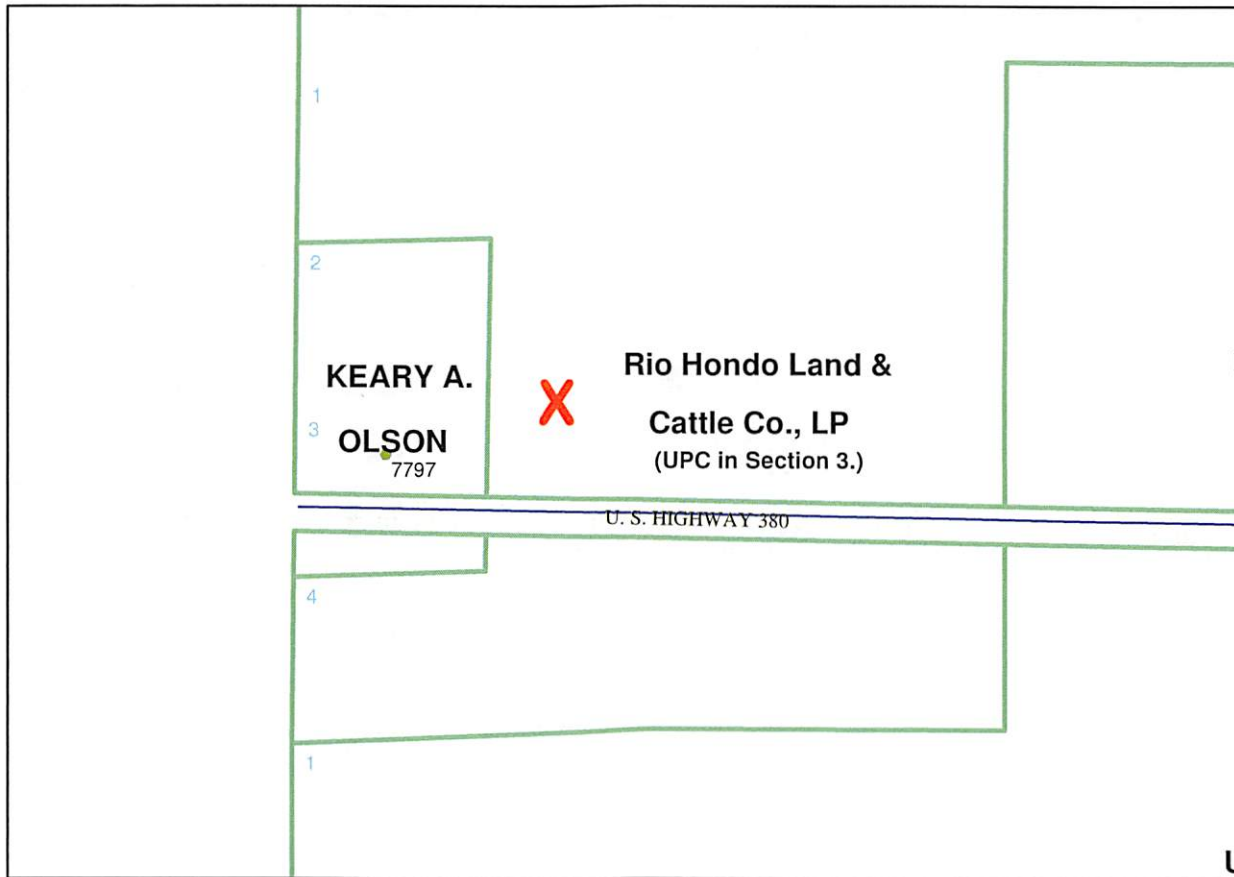 1
2
KEARY A.
OLSON
3
7797
Rio Hondo Land &
Cattle Co., LP
(UPC in Section 3.)
U. S. HIGHWAY 380
4
1
U